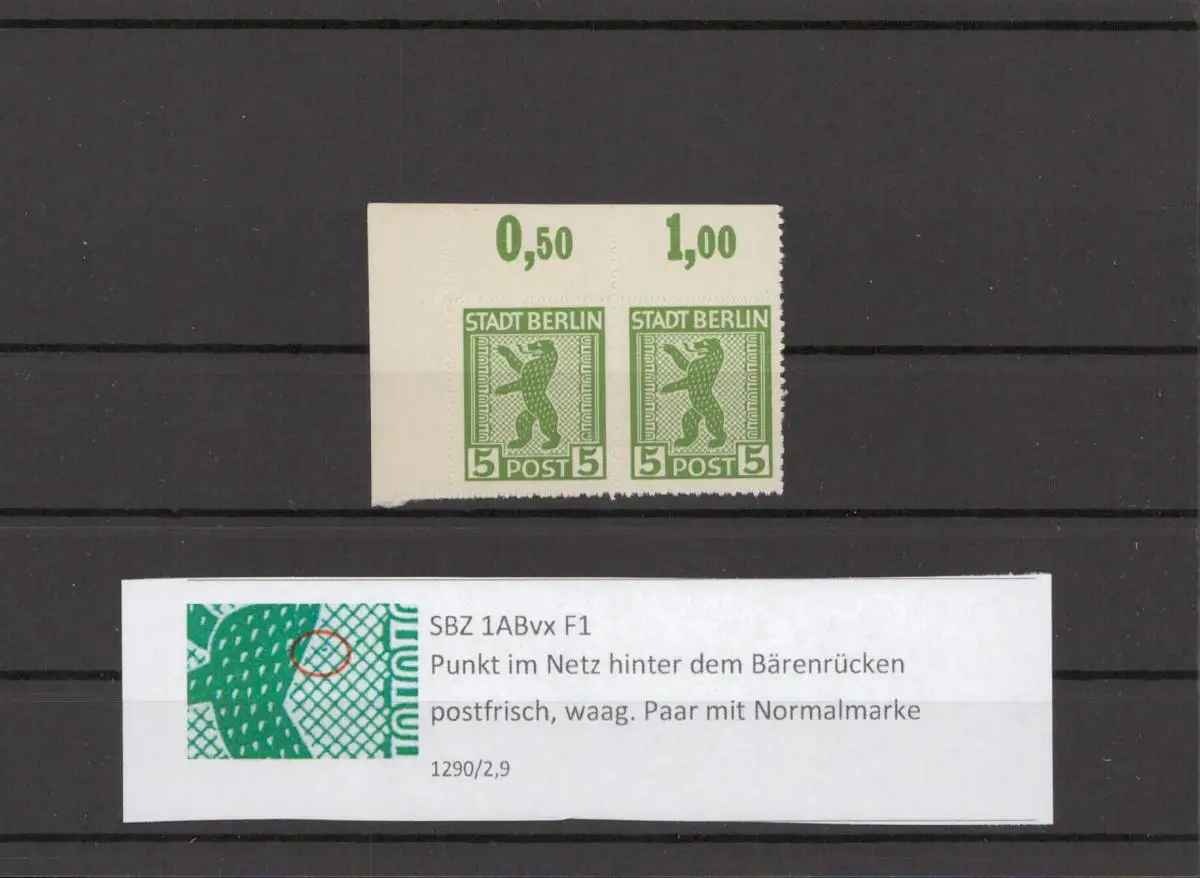 0,50 1,00
STADT BERLIN STADT BERLIN
5 POST 5 5 POST 5
SBZ 1ABvx F1
Punkt im Netz hinter dem Bärenrücken
postfrisch, waag. Paar mit Normalmarke
1290/2,9